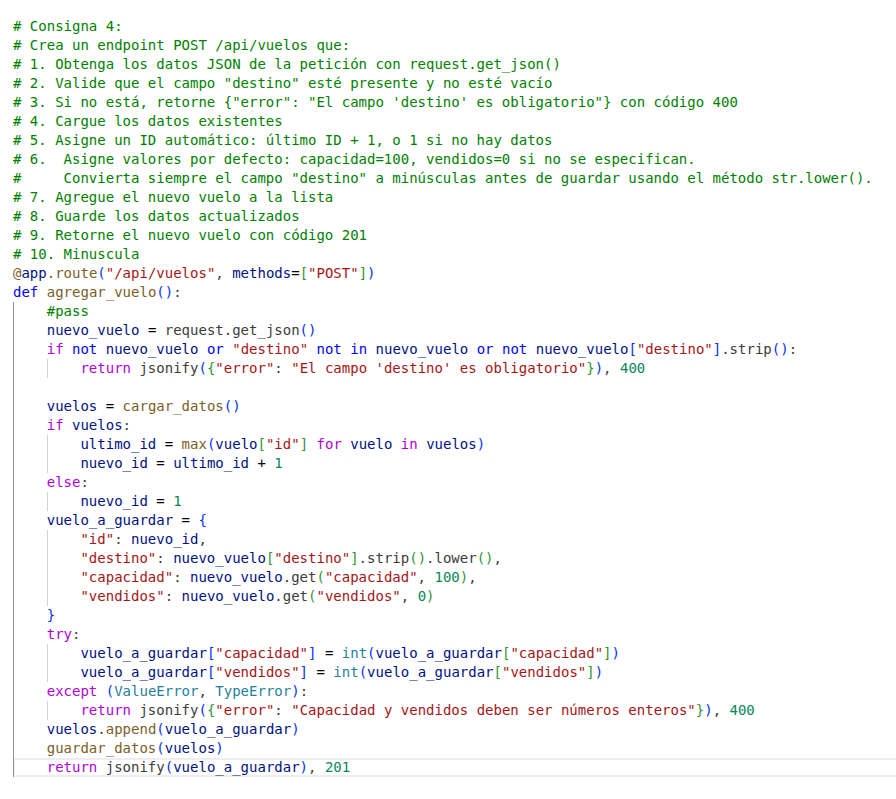 # Consigna 4:
# Crea un endpoint POST /api/vuelos que:
# 1. Obtenga los datos JSON de la petición con request.get_json()
# 2. Valide que el campo "destino" esté presente y no esté vacío
# 3. Si no está, retorne {"error": "El campo 'destino' es obligatorio"} con código 400
# 4. Cargue los datos existentes
# 5. Asigne un ID automático: último ID + 1, o 1 si no hay datos
# 6.  Asigne valores por defecto: capacidad=100, vendidos=0 si no se especifican.
#     Convierta siempre el campo "destino" a minúsculas antes de guardar usando el método str.lower().
# 7. Agregue el nuevo vuelo a la lista
# 8. Guarde los datos actualizados
# 9. Retorne el nuevo vuelo con código 201
# 10. Minuscula
@app.route("/api/vuelos", methods=["POST"])
def agregar_vuelo():
    #pass
    nuevo_vuelo = request.get_json()
    if not nuevo_vuelo or "destino" not in nuevo_vuelo or not nuevo_vuelo["destino"].strip():
        return jsonify({"error": "El campo 'destino' es obligatorio"}), 400

    vuelos = cargar_datos()
    if vuelos:
        ultimo_id = max(vuelo["id"] for vuelo in vuelos)
        nuevo_id = ultimo_id + 1
    else:
        nuevo_id = 1
    vuelo_a_guardar = {
        "id": nuevo_id,
        "destino": nuevo_vuelo["destino"].strip().lower(),
        "capacidad": nuevo_vuelo.get("capacidad", 100),
        "vendidos": nuevo_vuelo.get("vendidos", 0)
    }
    try:
        vuelo_a_guardar["capacidad"] = int(vuelo_a_guardar["capacidad"])
        vuelo_a_guardar["vendidos"] = int(vuelo_a_guardar["vendidos"])
    except (ValueError, TypeError):
        return jsonify({"error": "Capacidad y vendidos deben ser números enteros"}), 400
    vuelos.append(vuelo_a_guardar)
    guardar_datos(vuelos)
    return jsonify(vuelo_a_guardar), 201